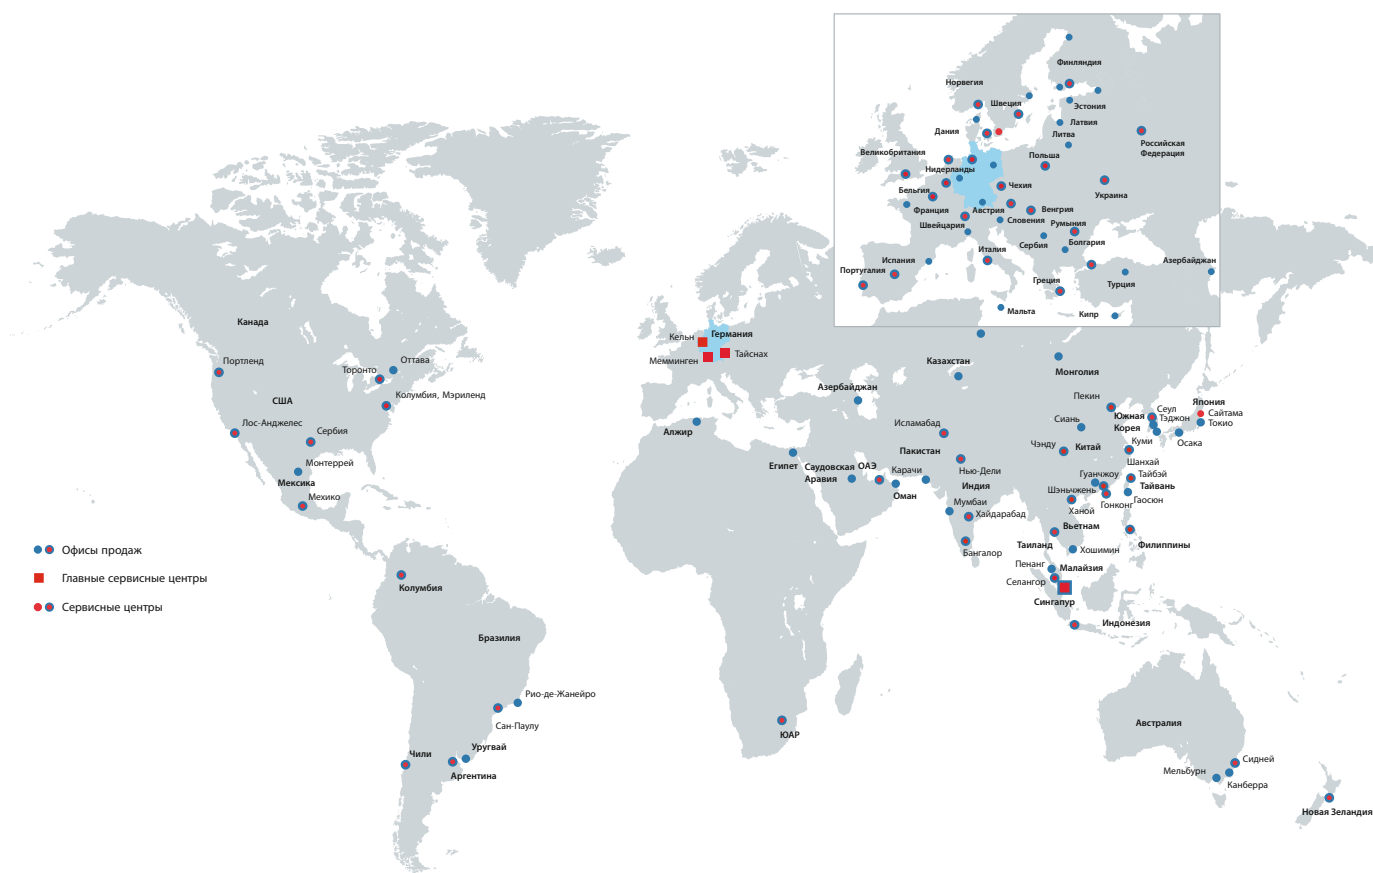 Финляндия
Норвегия
Швеция
Эстония
Дания
Латвия
Литва
Российская
Федерация
Великобритания
Польша
Нидерланды
Бельгия
Чехия
Украина
Франция
Австрия
Венгрия
Словения
Румыния
Швейцария
Сербия
Болгария
Италия
Испания
Азербайджан
Португалия
Греция
Турция
Мальта
Кипр
Канада
Портленд
Оттава
Торонто
Колумбия, Мэриленд
США
Лос-Анджелес
Сербия
Монтеррей
Мексика
Мехико
Офисы продаж
Главные сервисные центры
Сервисные центры
Колумбия
Бразилия
Рио-де-Жанейро
Сан-Паулу
Уругвай
Чили
Аргентина
Кельн
Германия
Мемминген
Тайснах
Алжир
Египет
Саудовская
Аравия
ОАЭ
Оман
Карачи
Азербайджан
Казахстан
Монголия
Исламабад
Пакистан
Нью-Дели
Индия
Мумбаи
Хайдарабад
Бангалор
Пекин
Сиань
Чэнду
Китай
Южная
Корея
Сеул
Тэджон
Куми
Япония
Сайтама
Токио
Осака
Шанхай
Гуанчжоу
Тайбэй
Тайвань
Шэньчжень
Гонконг
Гаосюн
Ханой
Вьетнам
Таиланд
Хошимин
Филиппины
Пенанг
Малайзия
Селангор
Сингапур
Индонезия
ЮАР
Австралия
Сидней
Мельбурн
Канберра
Новая Зеландия